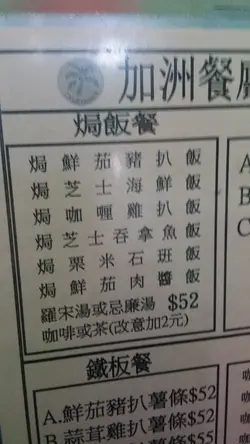 加洲餐
焗飯餐
焗鮮茄豬扒飯
焗芝士海鮮飯
焗咖喱雞扒飯
焗芝士吞拿魚飯
焗粟米石班飯
焗鮮茄肉醬飯
羅宋湯或忌廉湯 $52
咖啡或茶(改意加2元)
鐵板餐
A.鮮茄豬扒薯條$52
B.蒜茸雞扒薯條$52
$55